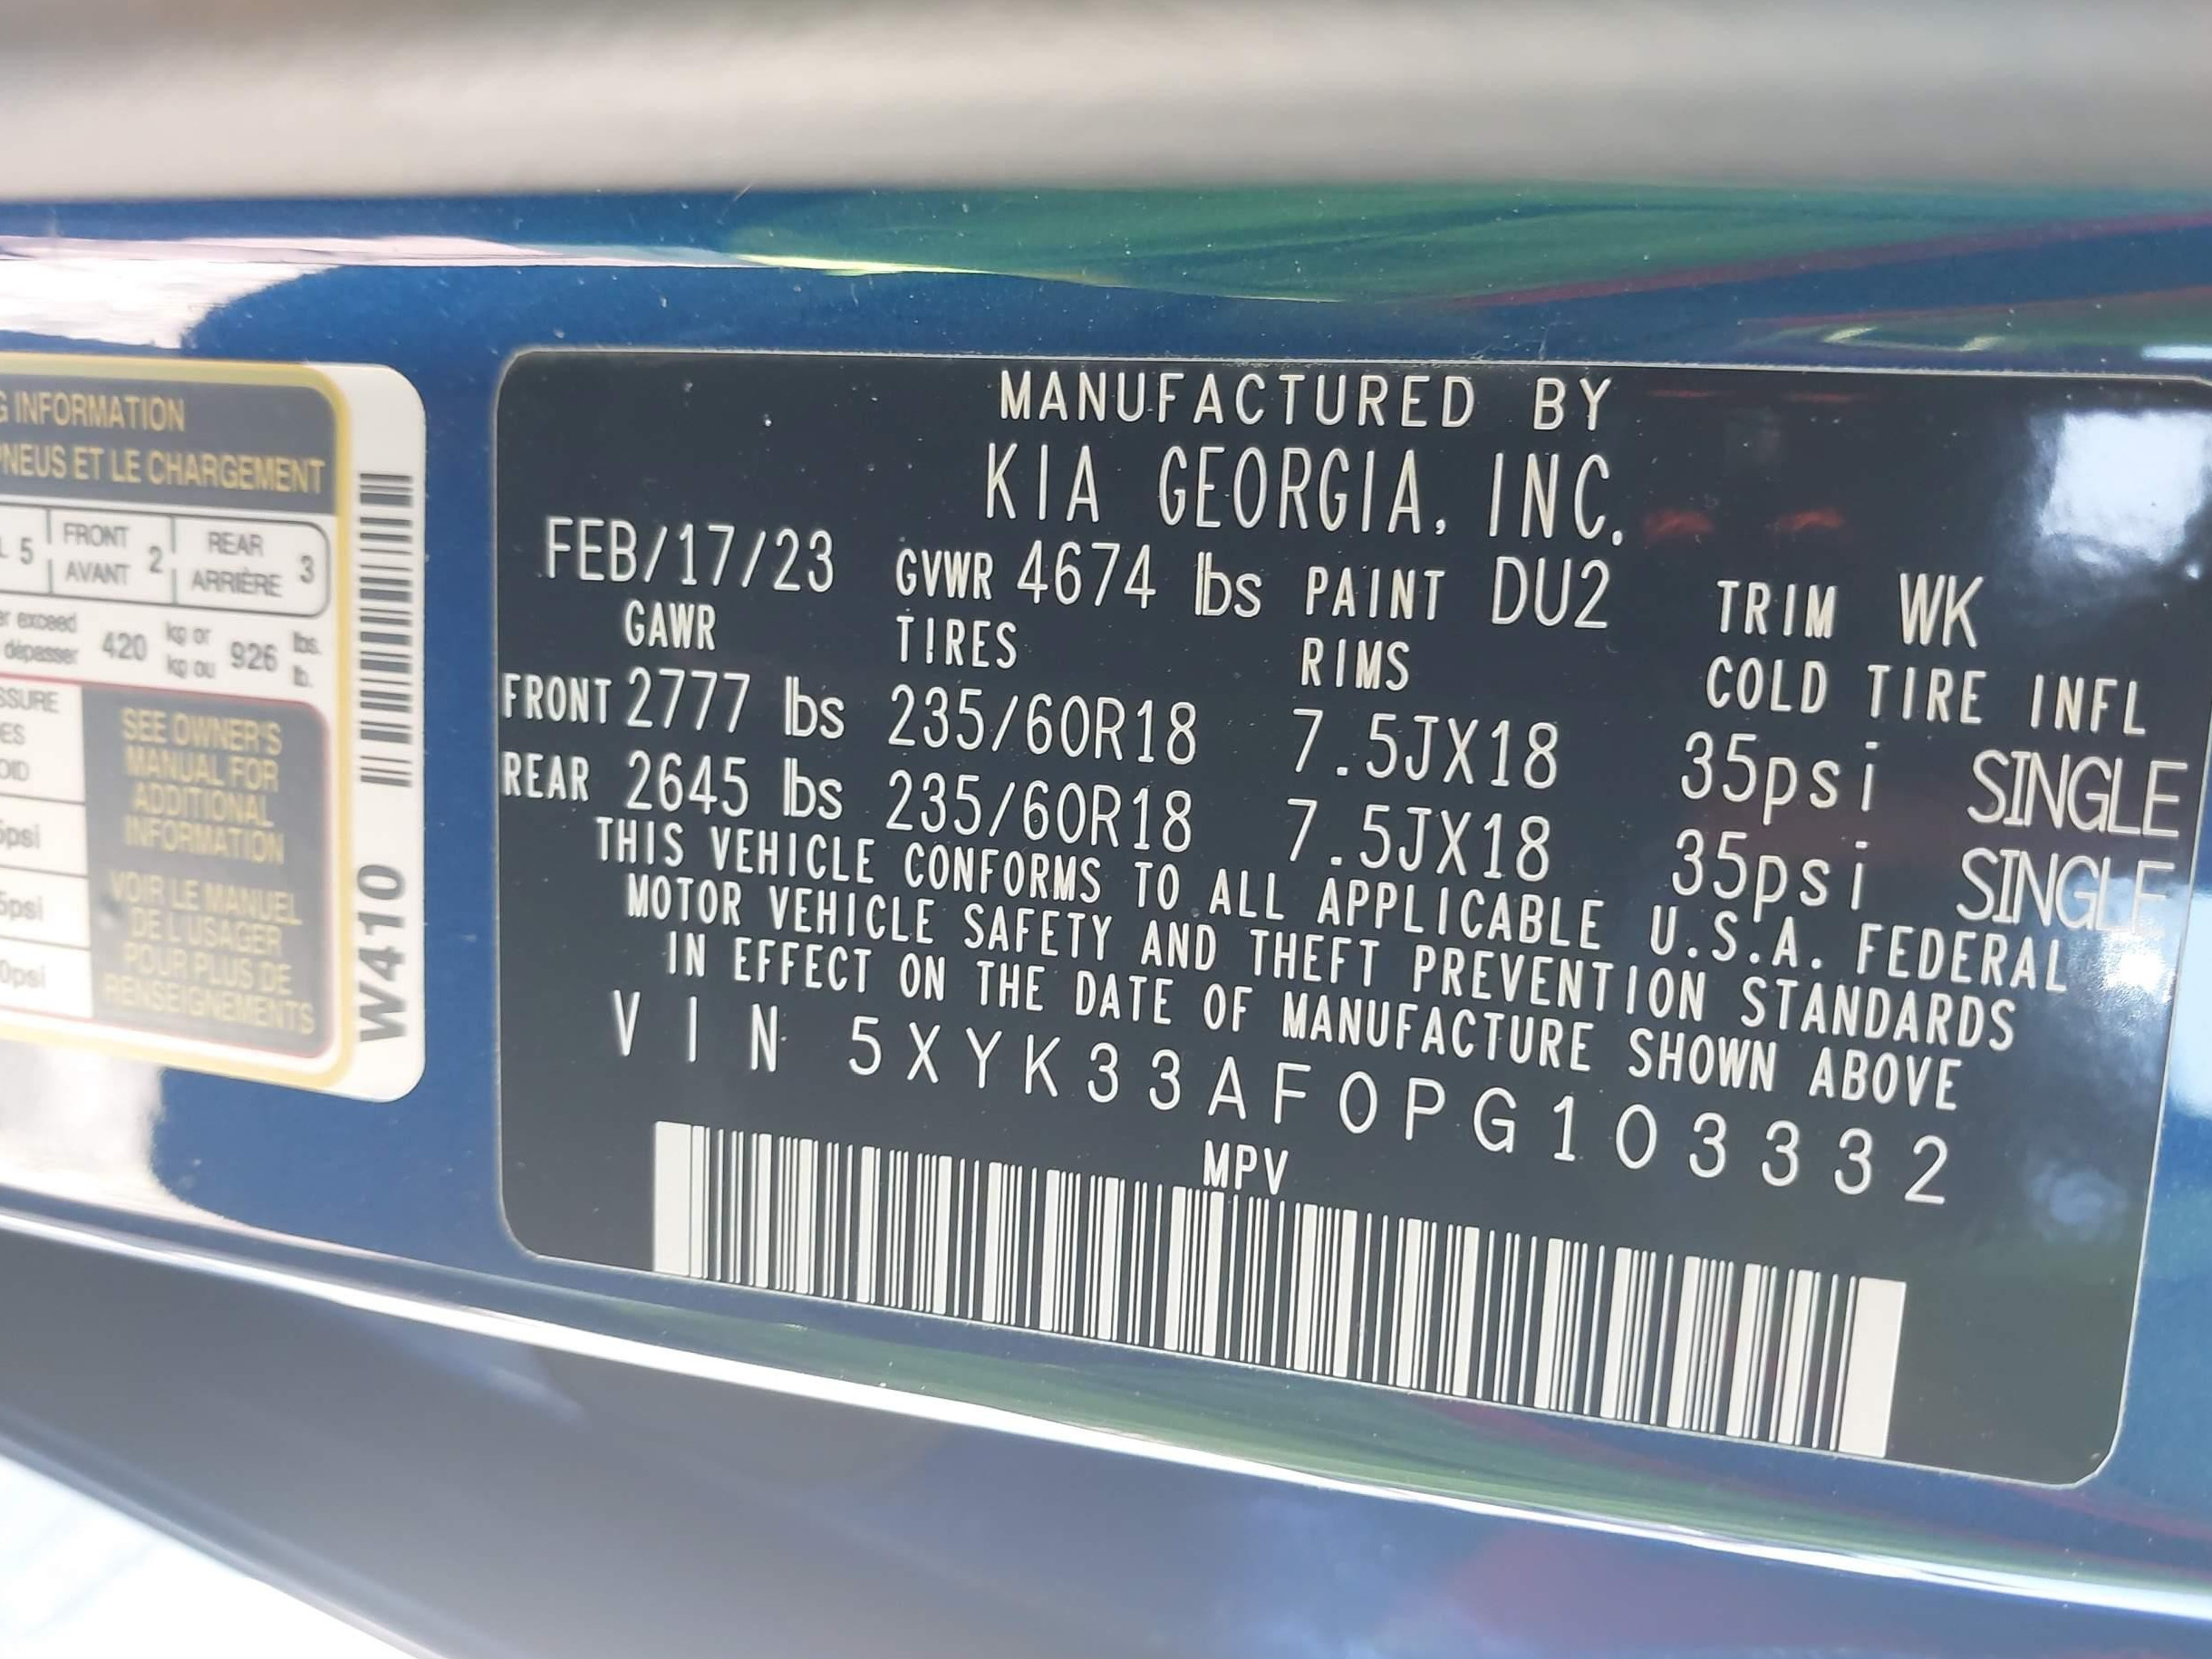 G INFORMATION
PNEUS ET LE CHARGEMENT
L 5 FRONT AVANT 2 REAR ARRIÈRE 3
exceed
dépasser 420 kg or kg ou 926 lbs. lb.
SEE OWNER'S
MANUAL FOR
ADDITIONAL
INFORMATION
VOIR LE MANUEL
DE L'USAGER
POUR PLUS DE
RENSEIGNEMENTS
W410
MANUFACTURED BY
KIA GEORGIA, INC.
FEB/17/23 GVWR 4674 lbs PAINT DU2 TRIM WK
GAWR TIRES RIMS COLD TIRE INFL
FRONT 2777 lbs 235/60R18 7.5JX18 35psi SINGLE
REAR 2645 lbs 235/60R18 7.5JX18 35psi SINGLE
THIS VEHICLE CONFORMS TO ALL APPLICABLE U.S.A. FEDERAL
MOTOR VEHICLE SAFETY AND THEFT PREVENTION STANDARDS
IN EFFECT ON THE DATE OF MANUFACTURE SHOWN ABOVE
VIN 5XYK33AF0PG103332
MPV